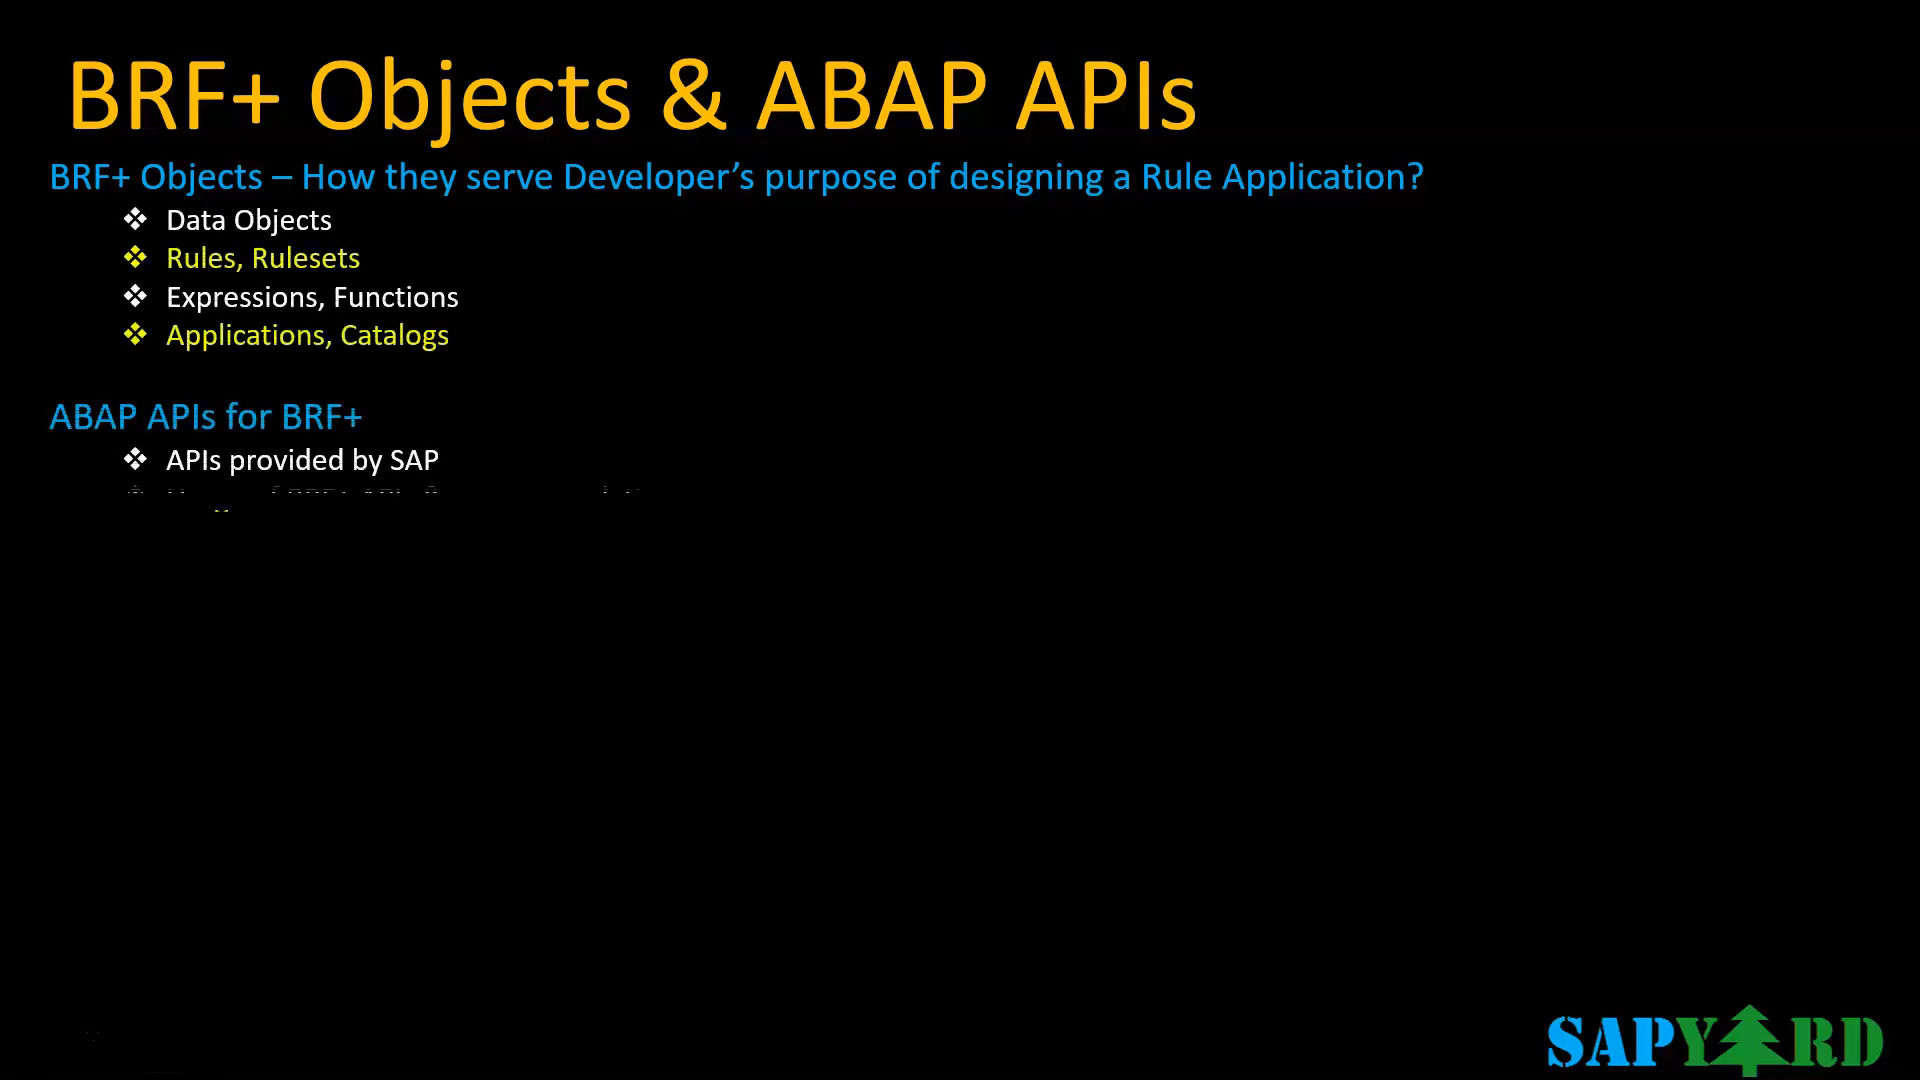 BRF+ Objects & ABAP APIs
BRF+ Objects – How they serve Developer’s purpose of designing a Rule Application?
❖ Data Objects
❖ Rules, Rulesets
❖ Expressions, Functions
❖ Applications, Catalogs
ABAP APIs for BRF+
❖ APIs provided by SAP
SAPYARD